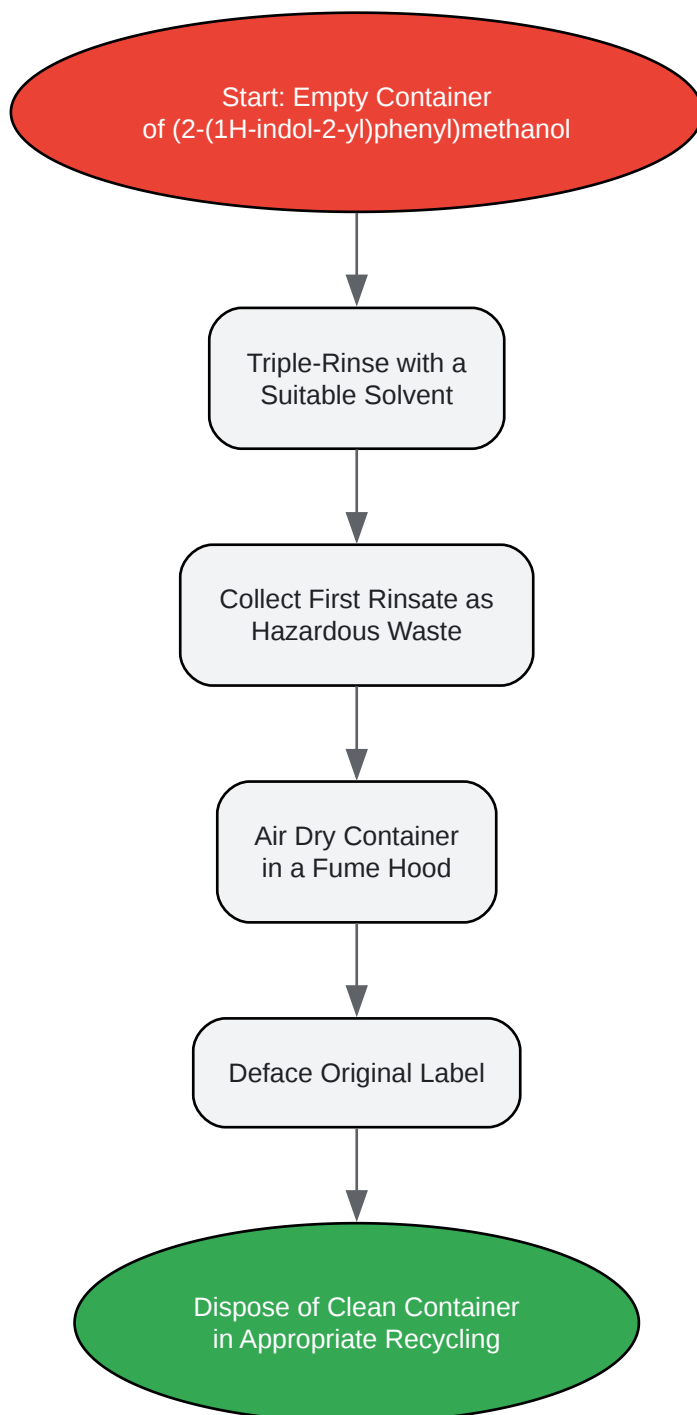 Start: Empty Container
of (2-(1H-indol-2-yl)phenyl)methanol
Triple-Rinse with a
Suitable Solvent
Collect First Rinsate as
Hazardous Waste
Air Dry Container
in a Fume Hood
Deface Original Label
Dispose of Clean Container
in Appropriate Recycling